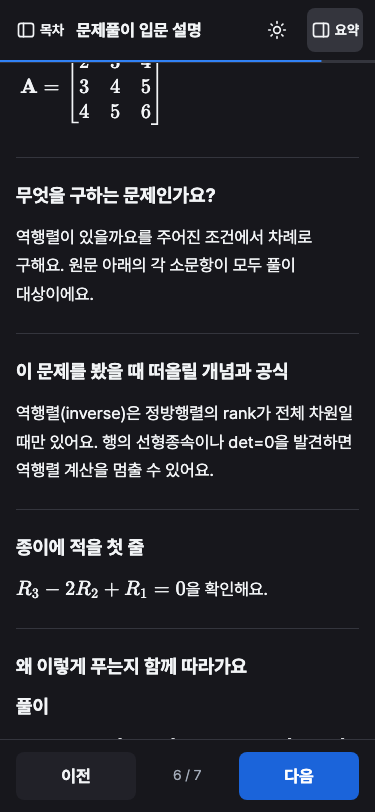 목차 문제풀이 입문 설명 요약
2 3 4
A = 3 4 5
4 5 6
무엇을 구하는 문제인가요?
역행렬이 있을까요를 주어진 조건에서 차례로
구해요. 원문 아래의 각 소문항이 모두 풀이
대상이에요.
이 문제를 봤을 때 떠올릴 개념과 공식
역행렬(inverse)은 정방행렬의 rank가 전체 차원일
때만 있어요. 행의 선형종속이나 det=0을 발견하면
역행렬 계산을 멈출 수 있어요.
종이에 적을 첫 줄
R₃ − 2R₂ + R₁ = 0을 확인해요.
왜 이렇게 푸는지 함께 따라가요
풀이
이전 6 / 7 다음